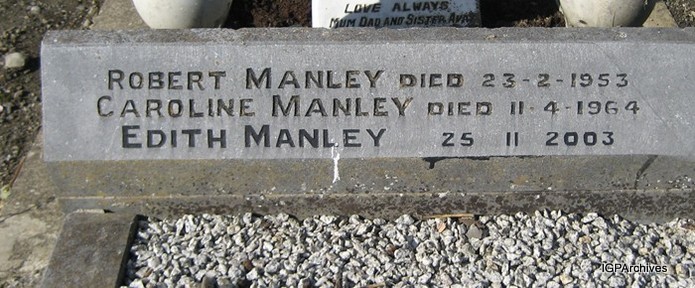 LOVE ALWAYS
MUM DAD AND SISTER
ROBERT MANLEY DIED 23-2-1953
CAROLINE MANLEY DIED 11-4-1964
EDITH MANLEY 25 11 2003
IGPArchives